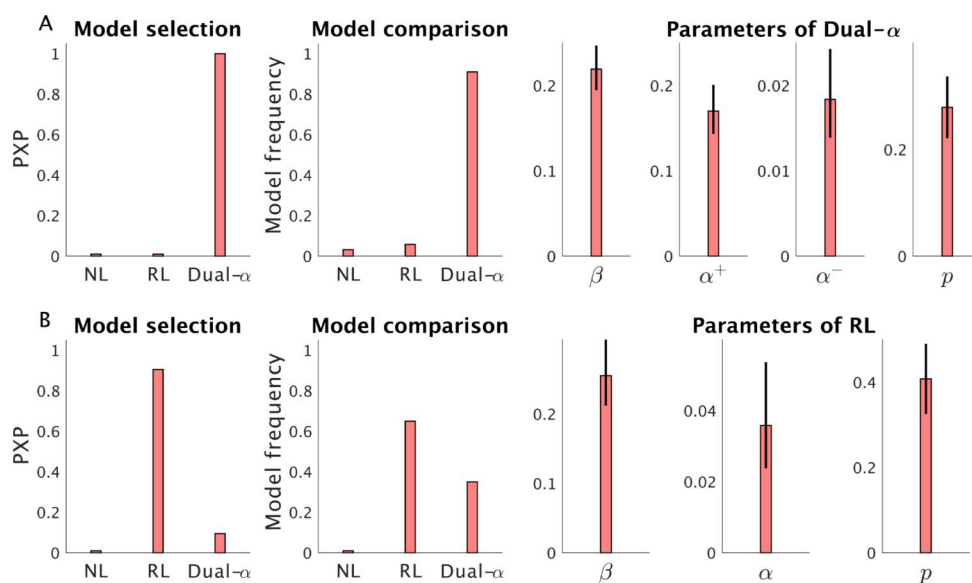 A
Model selection
PXP
1
0.8
0.6
0.4
0.2
0
NL RL Dual-α
Model comparison
Model frequency
1
0.8
0.6
0.4
0.2
0
NL RL Dual-α
Parameters of Dual-α
0.2
0.1
0
β
0.2
0.1
0
α⁺
0.02
0.01
0
α⁻
0.2
0
p
B
Model selection
PXP
1
0.8
0.6
0.4
0.2
0
NL RL Dual-α
Model comparison
Model frequency
1
0.8
0.6
0.4
0.2
0
NL RL Dual-α
Parameters of RL
0.2
0.1
0
β
0.04
0.02
0
α
0.4
0.2
0
p